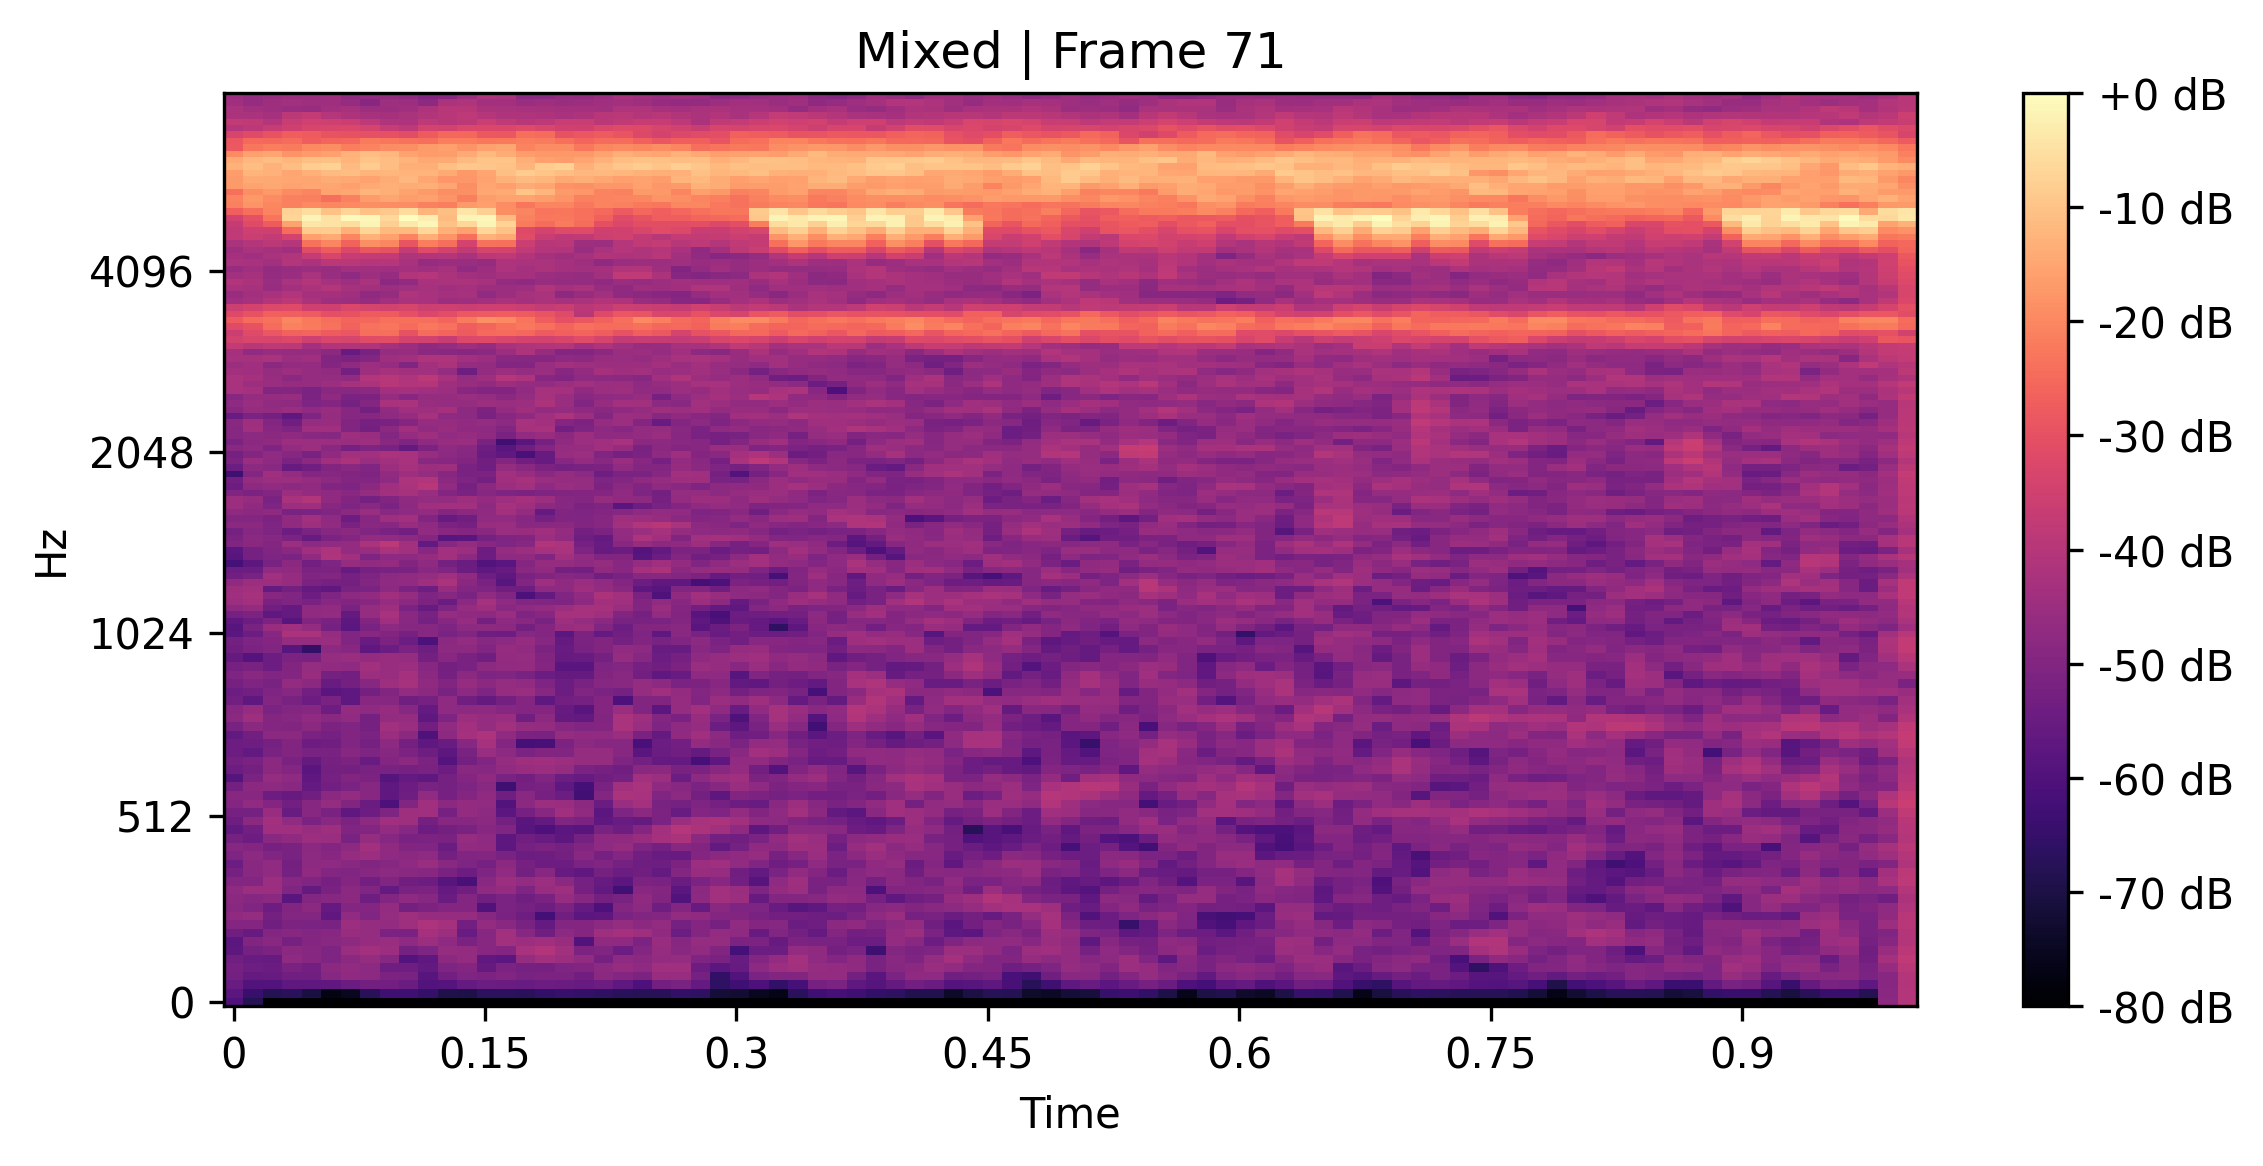 Mixed | Frame 71
+0 dB
-10 dB
-20 dB
-30 dB
-40 dB
-50 dB
-60 dB
-70 dB
-80 dB
Hz
4096
2048
1024
512
0
0 0.15 0.3 0.45 0.6 0.75 0.9
Time